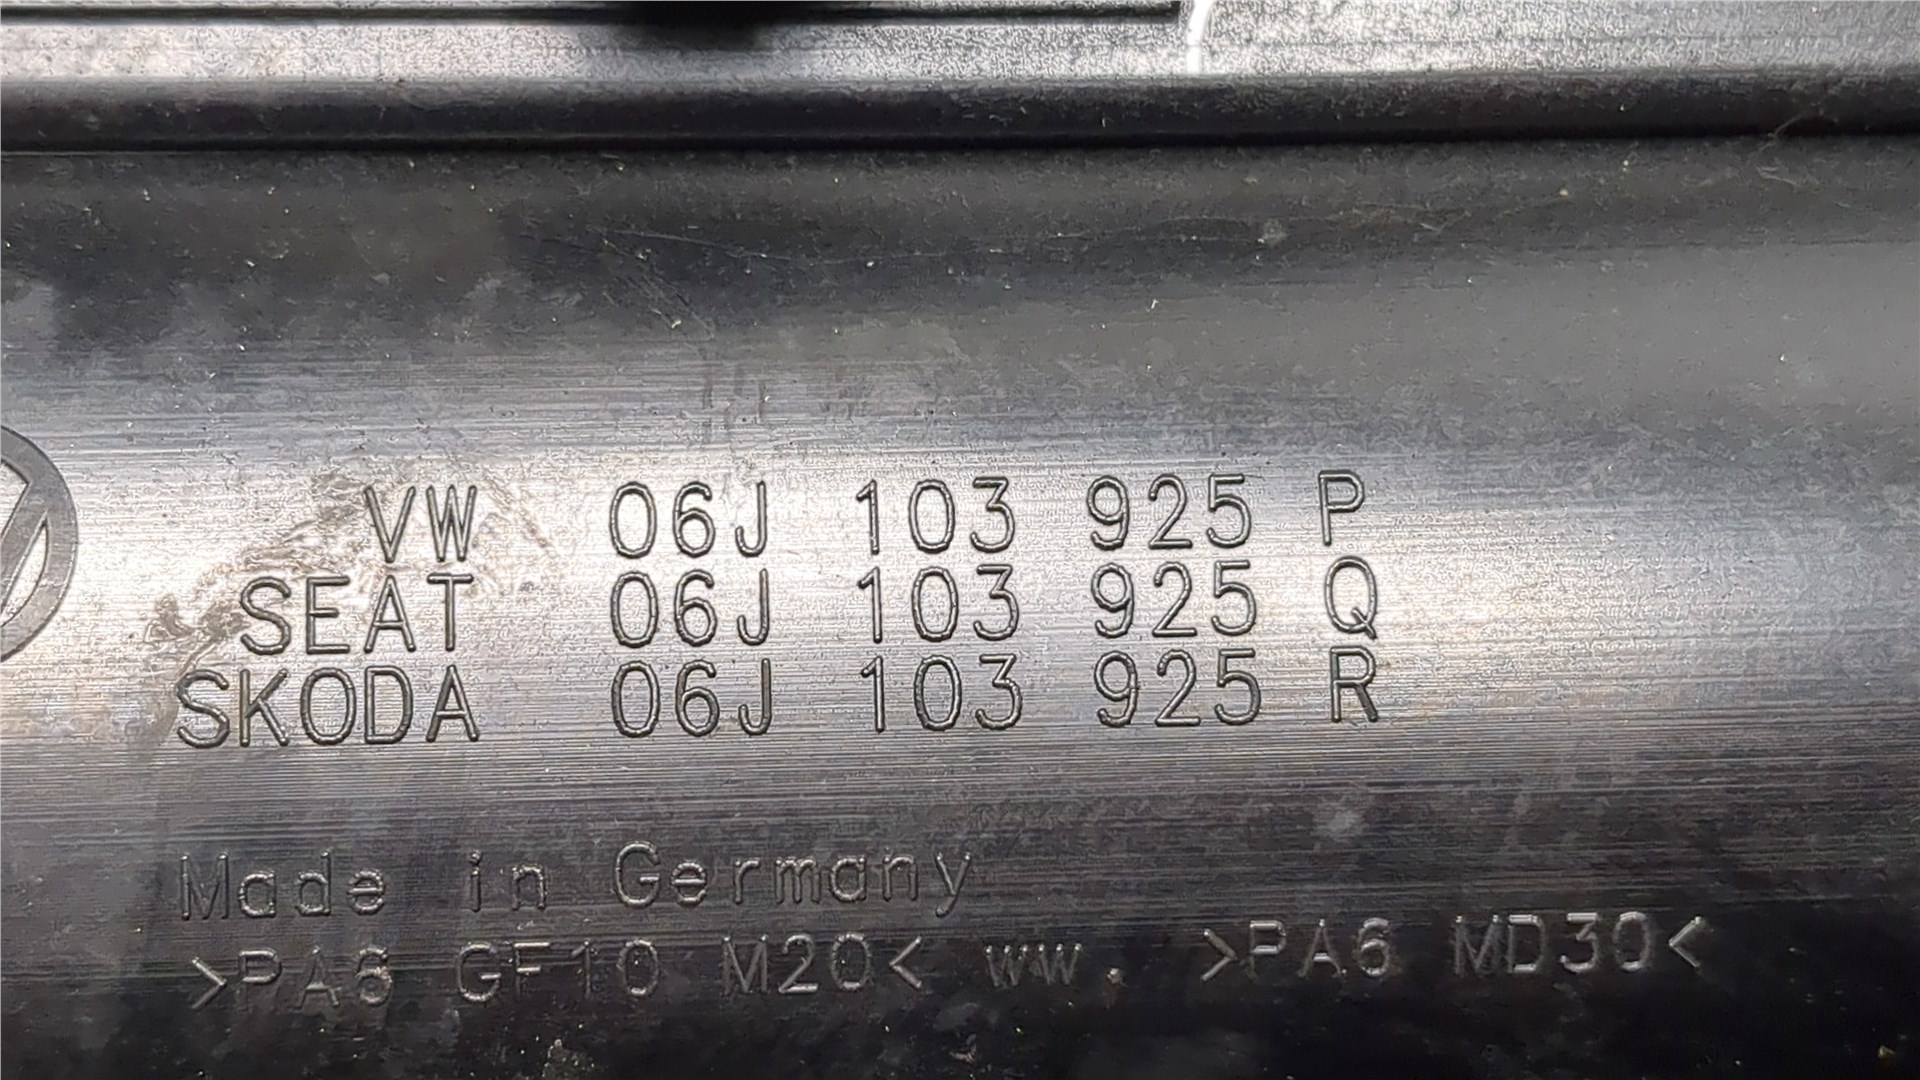 VW 06J 103 925 P
SEAT 06J 103 925 Q
SKODA 06J 103 925 R
Made in Germany
>PA6 GF10 M20< ww. >PA6 MD30<